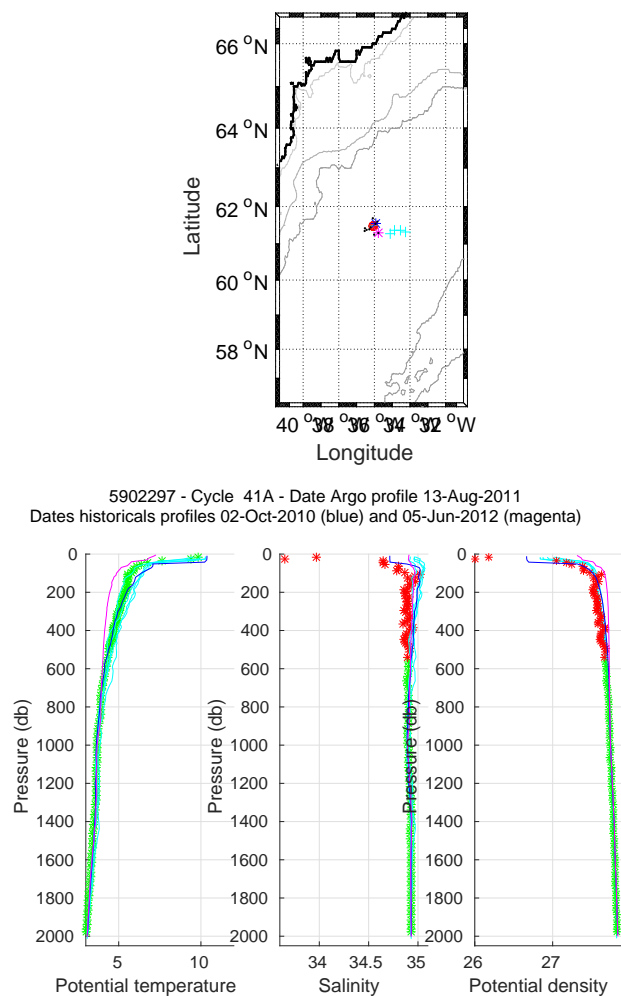 66 °N
64 °N
62 °N
60 °N
58 °N
Latitude
40 °W 38 °W 36 °W 34 °W 32 °W
Longitude
5902297 - Cycle 41A - Date Argo profile 13-Aug-2011
Dates historicals profiles 02-Oct-2010 (blue) and 05-Jun-2012 (magenta)
0 0 0
200 200 200
400 400 400
600 600 600
800 800 800
1000 1000 1000
1200 1200 1200
1400 1400 1400
1600 1600 1600
1800 1800 1800
2000 2000 2000
Pressure (db) Pressure (db) Pressure (db)
5 10 34 34.5 35 26 27
Potential temperature Salinity Potential density